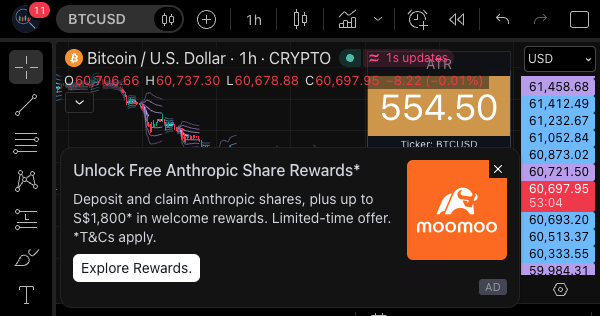 11
BTCUSD
1h
Bitcoin / U.S. Dollar · 1h · CRYPTO
1s updates
O60,706.66 H60,737.30 L60,678.88 C60,697.95 −8.22 (−0.01%)
ATR
554.50
Ticker: BTCUSD
USD
61,458.68
61,412.49
61,232.67
61,052.84
60,873.02
60,721.50
60,697.95
53:04
60,693.20
60,513.37
60,333.55
59,984.31
Unlock Free Anthropic Share Rewards*
Deposit and claim Anthropic shares, plus up to
S$1,800* in welcome rewards. Limited-time offer.
*T&Cs apply.
Explore Rewards.
moomoo
AD